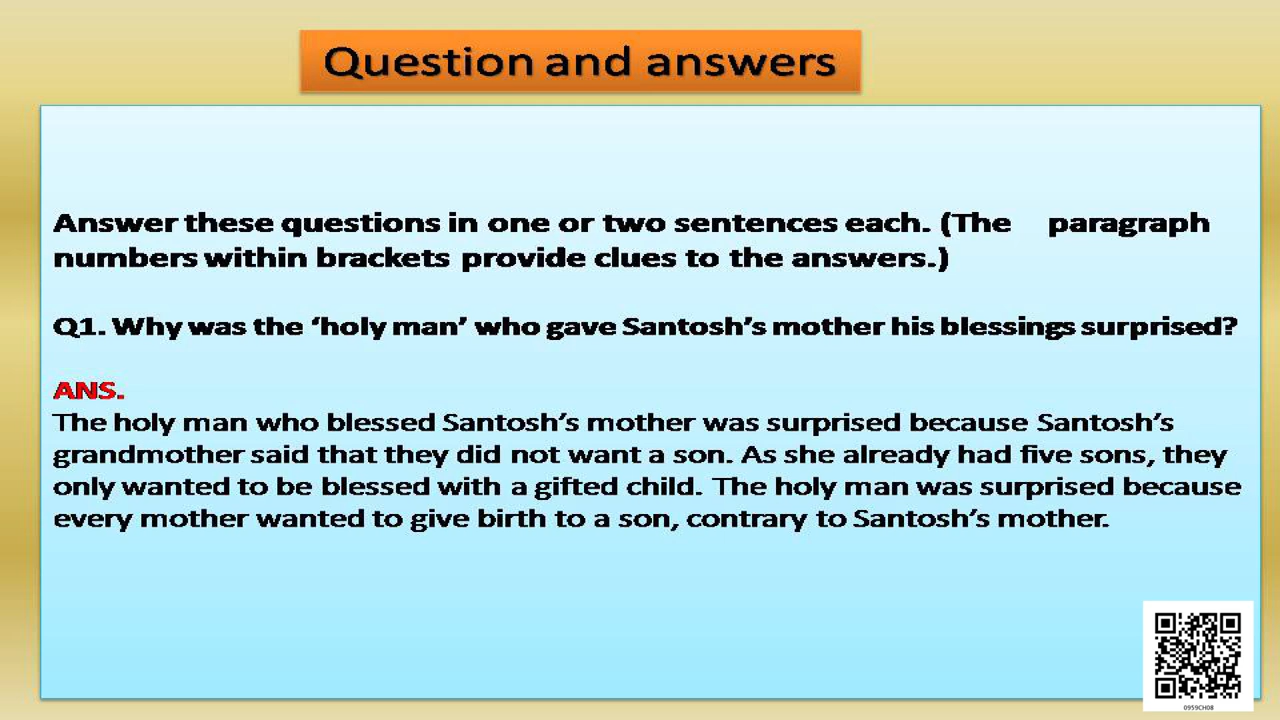 Question and answers
Answer these questions in one or two sentences each. (The paragraph
numbers within brackets provide clues to the answers.)
Q1. Why was the ‘holy man’ who gave Santosh’s mother his blessings surprised?
ANS.
The holy man who blessed Santosh’s mother was surprised because Santosh’s
grandmother said that they did not want a son. As she already had five sons, they
only wanted to be blessed with a gifted child. The holy man was surprised because
every mother wanted to give birth to a son, contrary to Santosh’s mother.
0959CH08